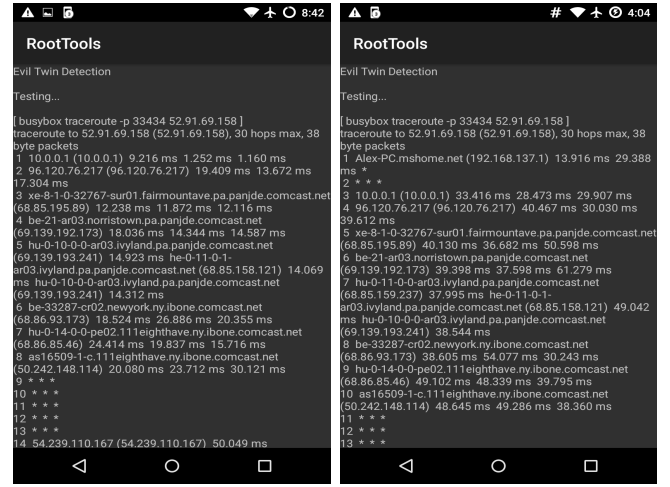 8:42
RootTools
Evil Twin Detection
Testing...
[ busybox traceroute -p 33434 52.91.69.158 ]
traceroute to 52.91.69.158 (52.91.69.158), 30 hops max, 38
byte packets
1 10.0.0.1 (10.0.0.1) 9.216 ms 1.252 ms 1.160 ms
2 96.120.76.217 (96.120.76.217) 19.409 ms 13.672 ms
17.304 ms
3 xe-8-1-0-32767-sur01.fairmountave.pa.panjde.comcast.net
(68.85.195.89) 12.238 ms 11.872 ms 12.116 ms
4 be-21-ar03.norristown.pa.panjde.comcast.net
(69.139.192.173) 18.036 ms 14.344 ms 14.587 ms
5 hu-0-10-0-0-ar03.ivyland.pa.panjde.comcast.net
(69.139.193.241) 14.923 ms he-0-11-0-1-
ar03.ivyland.pa.panjde.comcast.net (68.85.158.121) 14.069
ms hu-0-10-0-0-ar03.ivyland.pa.panjde.comcast.net
(69.139.193.241) 14.312 ms
6 be-33287-cr02.newyork.ny.ibone.comcast.net
(68.86.93.173) 18.524 ms 26.886 ms 20.355 ms
7 hu-0-14-0-0-pe02.111eighthave.ny.ibone.comcast.net
(68.86.85.46) 24.414 ms 19.837 ms 15.716 ms
8 as16509-1-c.111eighthave.ny.ibone.comcast.net
(50.242.148.114) 20.080 ms 23.712 ms 30.121 ms
9 * * *
10 * * *
11 * * *
12 * * *
13 * * *
14 54.239.110.167 (54.239.110.167) 50.049 ms
# 4:04
RootTools
Evil Twin Detection
Testing...
[ busybox traceroute -p 33434 52.91.69.158 ]
traceroute to 52.91.69.158 (52.91.69.158), 30 hops max, 38
byte packets
1 Alex-PC.mshome.net (192.168.137.1) 13.916 ms 29.388
ms *
2 * * *
3 10.0.0.1 (10.0.0.1) 33.416 ms 28.473 ms 29.907 ms
4 96.120.76.217 (96.120.76.217) 40.467 ms 30.030 ms
39.612 ms
5 xe-8-1-0-32767-sur01.fairmountave.pa.panjde.comcast.net
(68.85.195.89) 40.130 ms 36.682 ms 50.598 ms
6 be-21-ar03.norristown.pa.panjde.comcast.net
(69.139.192.173) 39.398 ms 37.598 ms 61.279 ms
7 hu-0-11-0-0-ar03.ivyland.pa.panjde.comcast.net
(68.85.159.237) 37.995 ms he-0-11-0-1-
ar03.ivyland.pa.panjde.comcast.net (68.85.158.121) 49.042
ms hu-0-10-0-0-ar03.ivyland.pa.panjde.comcast.net
(69.139.193.241) 38.544 ms
8 be-33287-cr02.newyork.ny.ibone.comcast.net
(68.86.93.173) 38.605 ms 54.077 ms 30.243 ms
9 hu-0-14-0-0-pe02.111eighthave.ny.ibone.comcast.net
(68.86.85.46) 49.102 ms 48.339 ms 39.795 ms
10 as16509-1-c.111eighthave.ny.ibone.comcast.net
(50.242.148.114) 48.645 ms 49.286 ms 38.360 ms
11 * * *
12 * * *
13 * * *